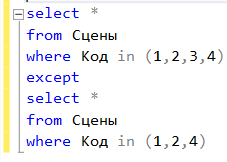 select *
from Сцены
where Код in (1,2,3,4)
except
select *
from Сцены
where Код in (1,2,4)